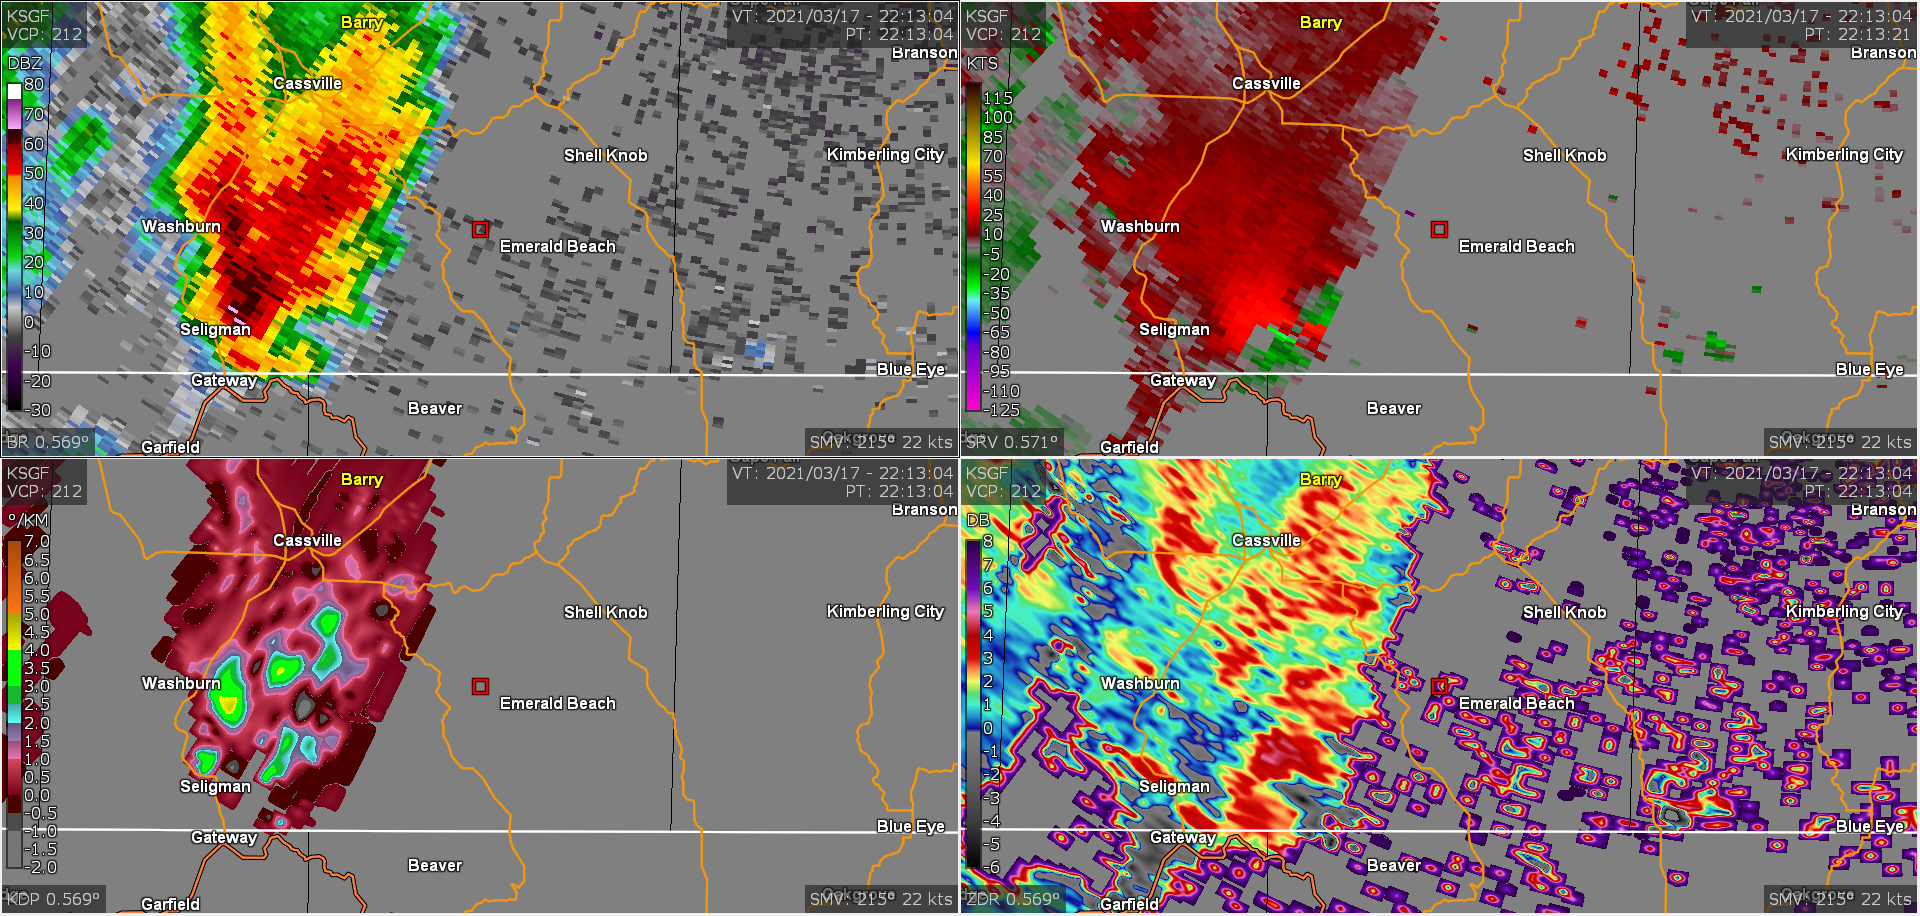 KSGF
VCP: 212
Barry
VT: 2021/03/17 - 22:13:04
PT: 22:13:04
Branson
DBZ
80
70
60
50
40
30
20
10
0
-10
-20
-30
Cassville
Shell Knob
Kimberling City
Washburn
Emerald Beach
Seligman
Gateway
Blue Eye
Beaver
Garfield
Oakgrove
BR 0.569°
SMV: 215° 22 kts
KSGF
VCP: 212
Barry
VT: 2021/03/17 - 22:13:04
PT: 22:13:21
Branson
KTS
115
100
85
70
55
40
25
10
-5
-20
-35
-50
-65
-80
-95
-110
-125
Cassville
Shell Knob
Kimberling City
Washburn
Emerald Beach
Seligman
Gateway
Blue Eye
Beaver
Garfield
Oakgrove
SRV 0.571°
SMV: 215° 22 kts
KSGF
VCP: 212
Barry
VT: 2021/03/17 - 22:13:04
PT: 22:13:04
Branson
°/KM
7.0
6.5
6.0
5.5
5.0
4.5
4.0
3.5
3.0
2.5
2.0
1.5
1.0
0.5
0.0
-0.5
-1.0
-1.5
-2.0
Cassville
Shell Knob
Kimberling City
Washburn
Emerald Beach
Seligman
Gateway
Blue Eye
Beaver
Garfield
Oakgrove
KDP 0.569°
SMV: 215° 22 kts
KSGF
VCP: 212
Barry
VT: 2021/03/17 - 22:13:04
PT: 22:13:04
Branson
DB
8
7
6
5
4
3
2
1
0
-1
-2
-3
-4
-5
-6
Cassville
Shell Knob
Kimberling City
Washburn
Emerald Beach
Seligman
Gateway
Blue Eye
Beaver
Garfield
Oakgrove
ZDR 0.569°
SMV: 215° 22 kts